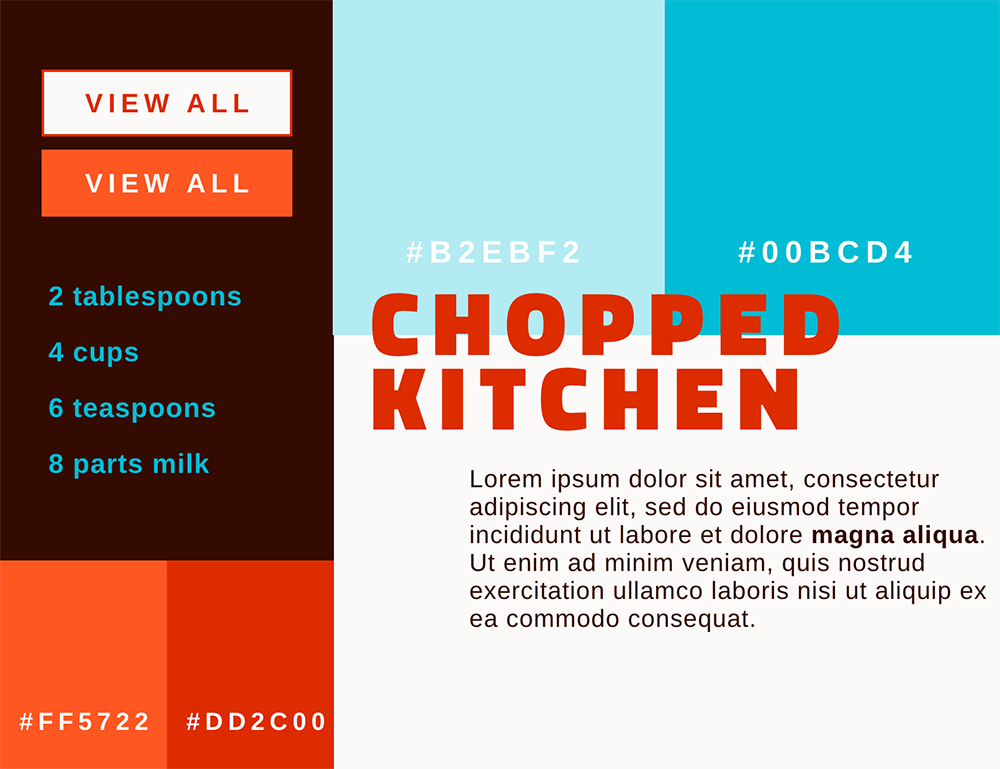 VIEW ALL
VIEW ALL
2 tablespoons
4 cups
6 teaspoons
8 parts milk
#B2EBF2
#00BCD4
CHOPPED
KITCHEN
Lorem ipsum dolor sit amet, consectetur
adipiscing elit, sed do eiusmod tempor
incididunt ut labore et dolore magna aliqua.
Ut enim ad minim veniam, quis nostrud
exercitation ullamco laboris nisi ut aliquip ex
ea commodo consequat.
#FF5722
#DD2C00